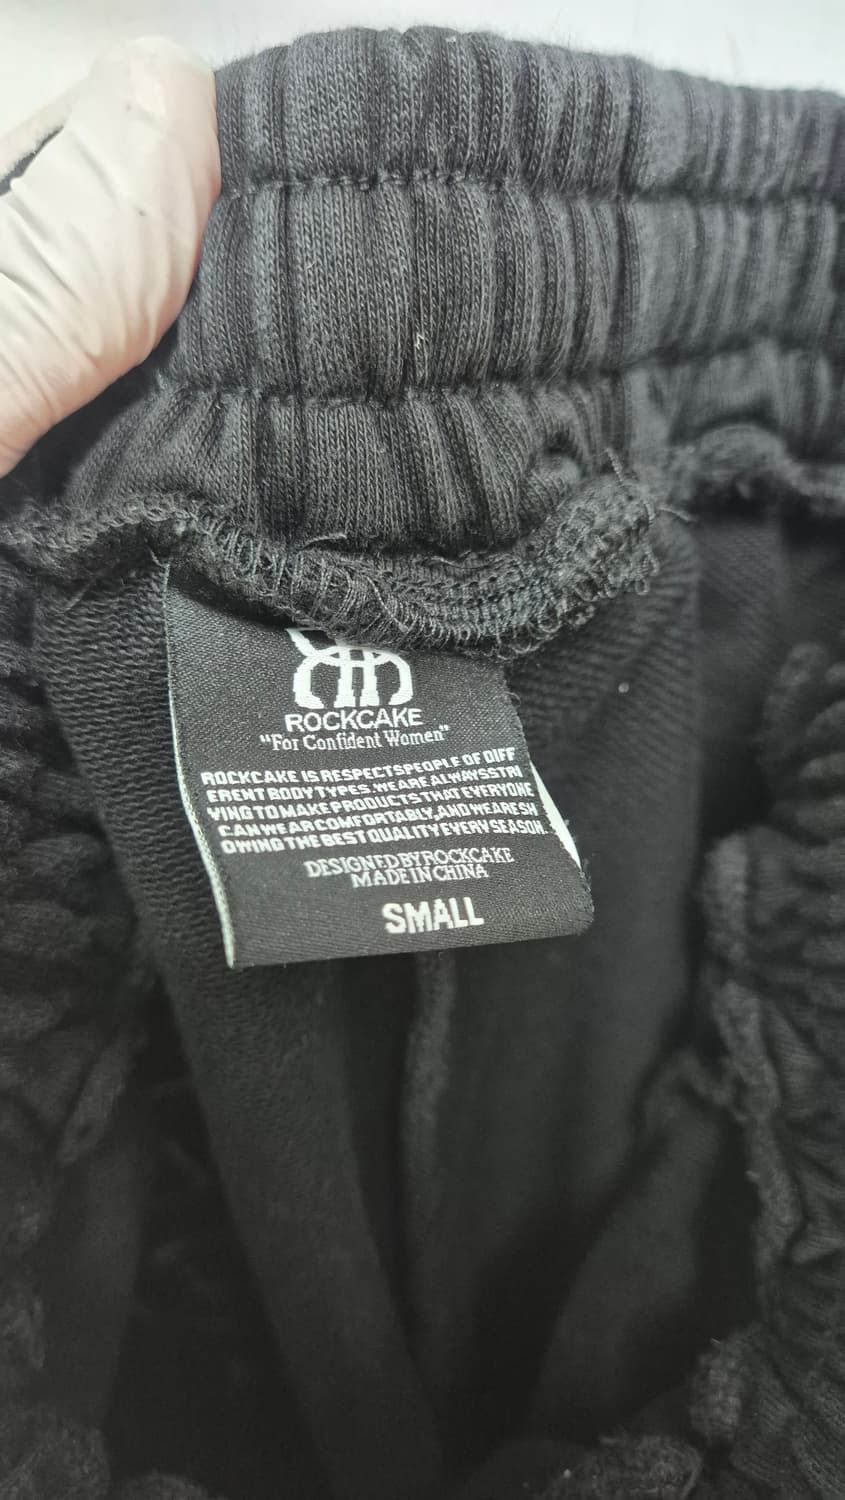 ROCKCAKE
"For Confident Women"
ROCKCAKE IS RESPECTSPEOPLE OF DIFF
ERENT BODY TYPES. WE ARE ALWAYSSTRI
VING TO MAKE PRODUCTS THAT EVERYONE
CAN WEAR COMFORTABLY, AND WE ARE SH
OWING THE BEST QUALITY EVERY SEASON.
DESIGNED BY ROCKCAKE
MADE IN CHINA
SMALL